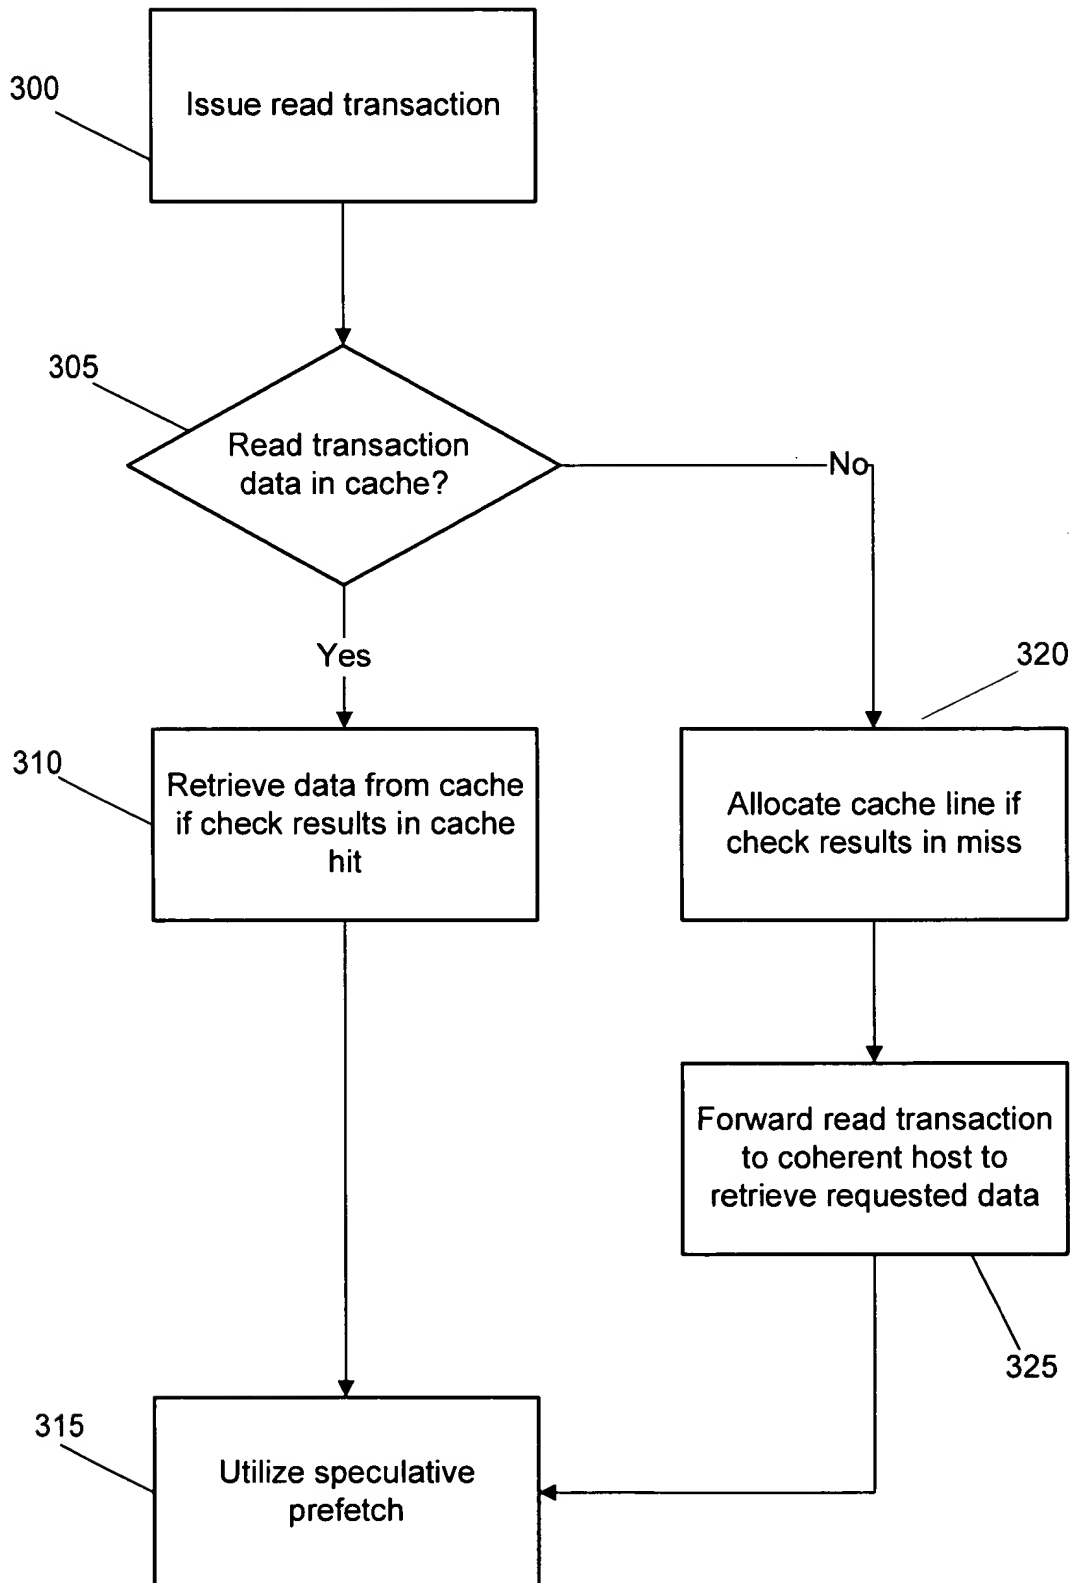 300
Issue read transaction
305
Read transaction
data in cache?
No
Yes
320
310
Retrieve data from cache
if check results in cache
hit
Allocate cache line if
check results in miss
Forward read transaction
to coherent host to
retrieve requested data
325
315
Utilize speculative
prefetch